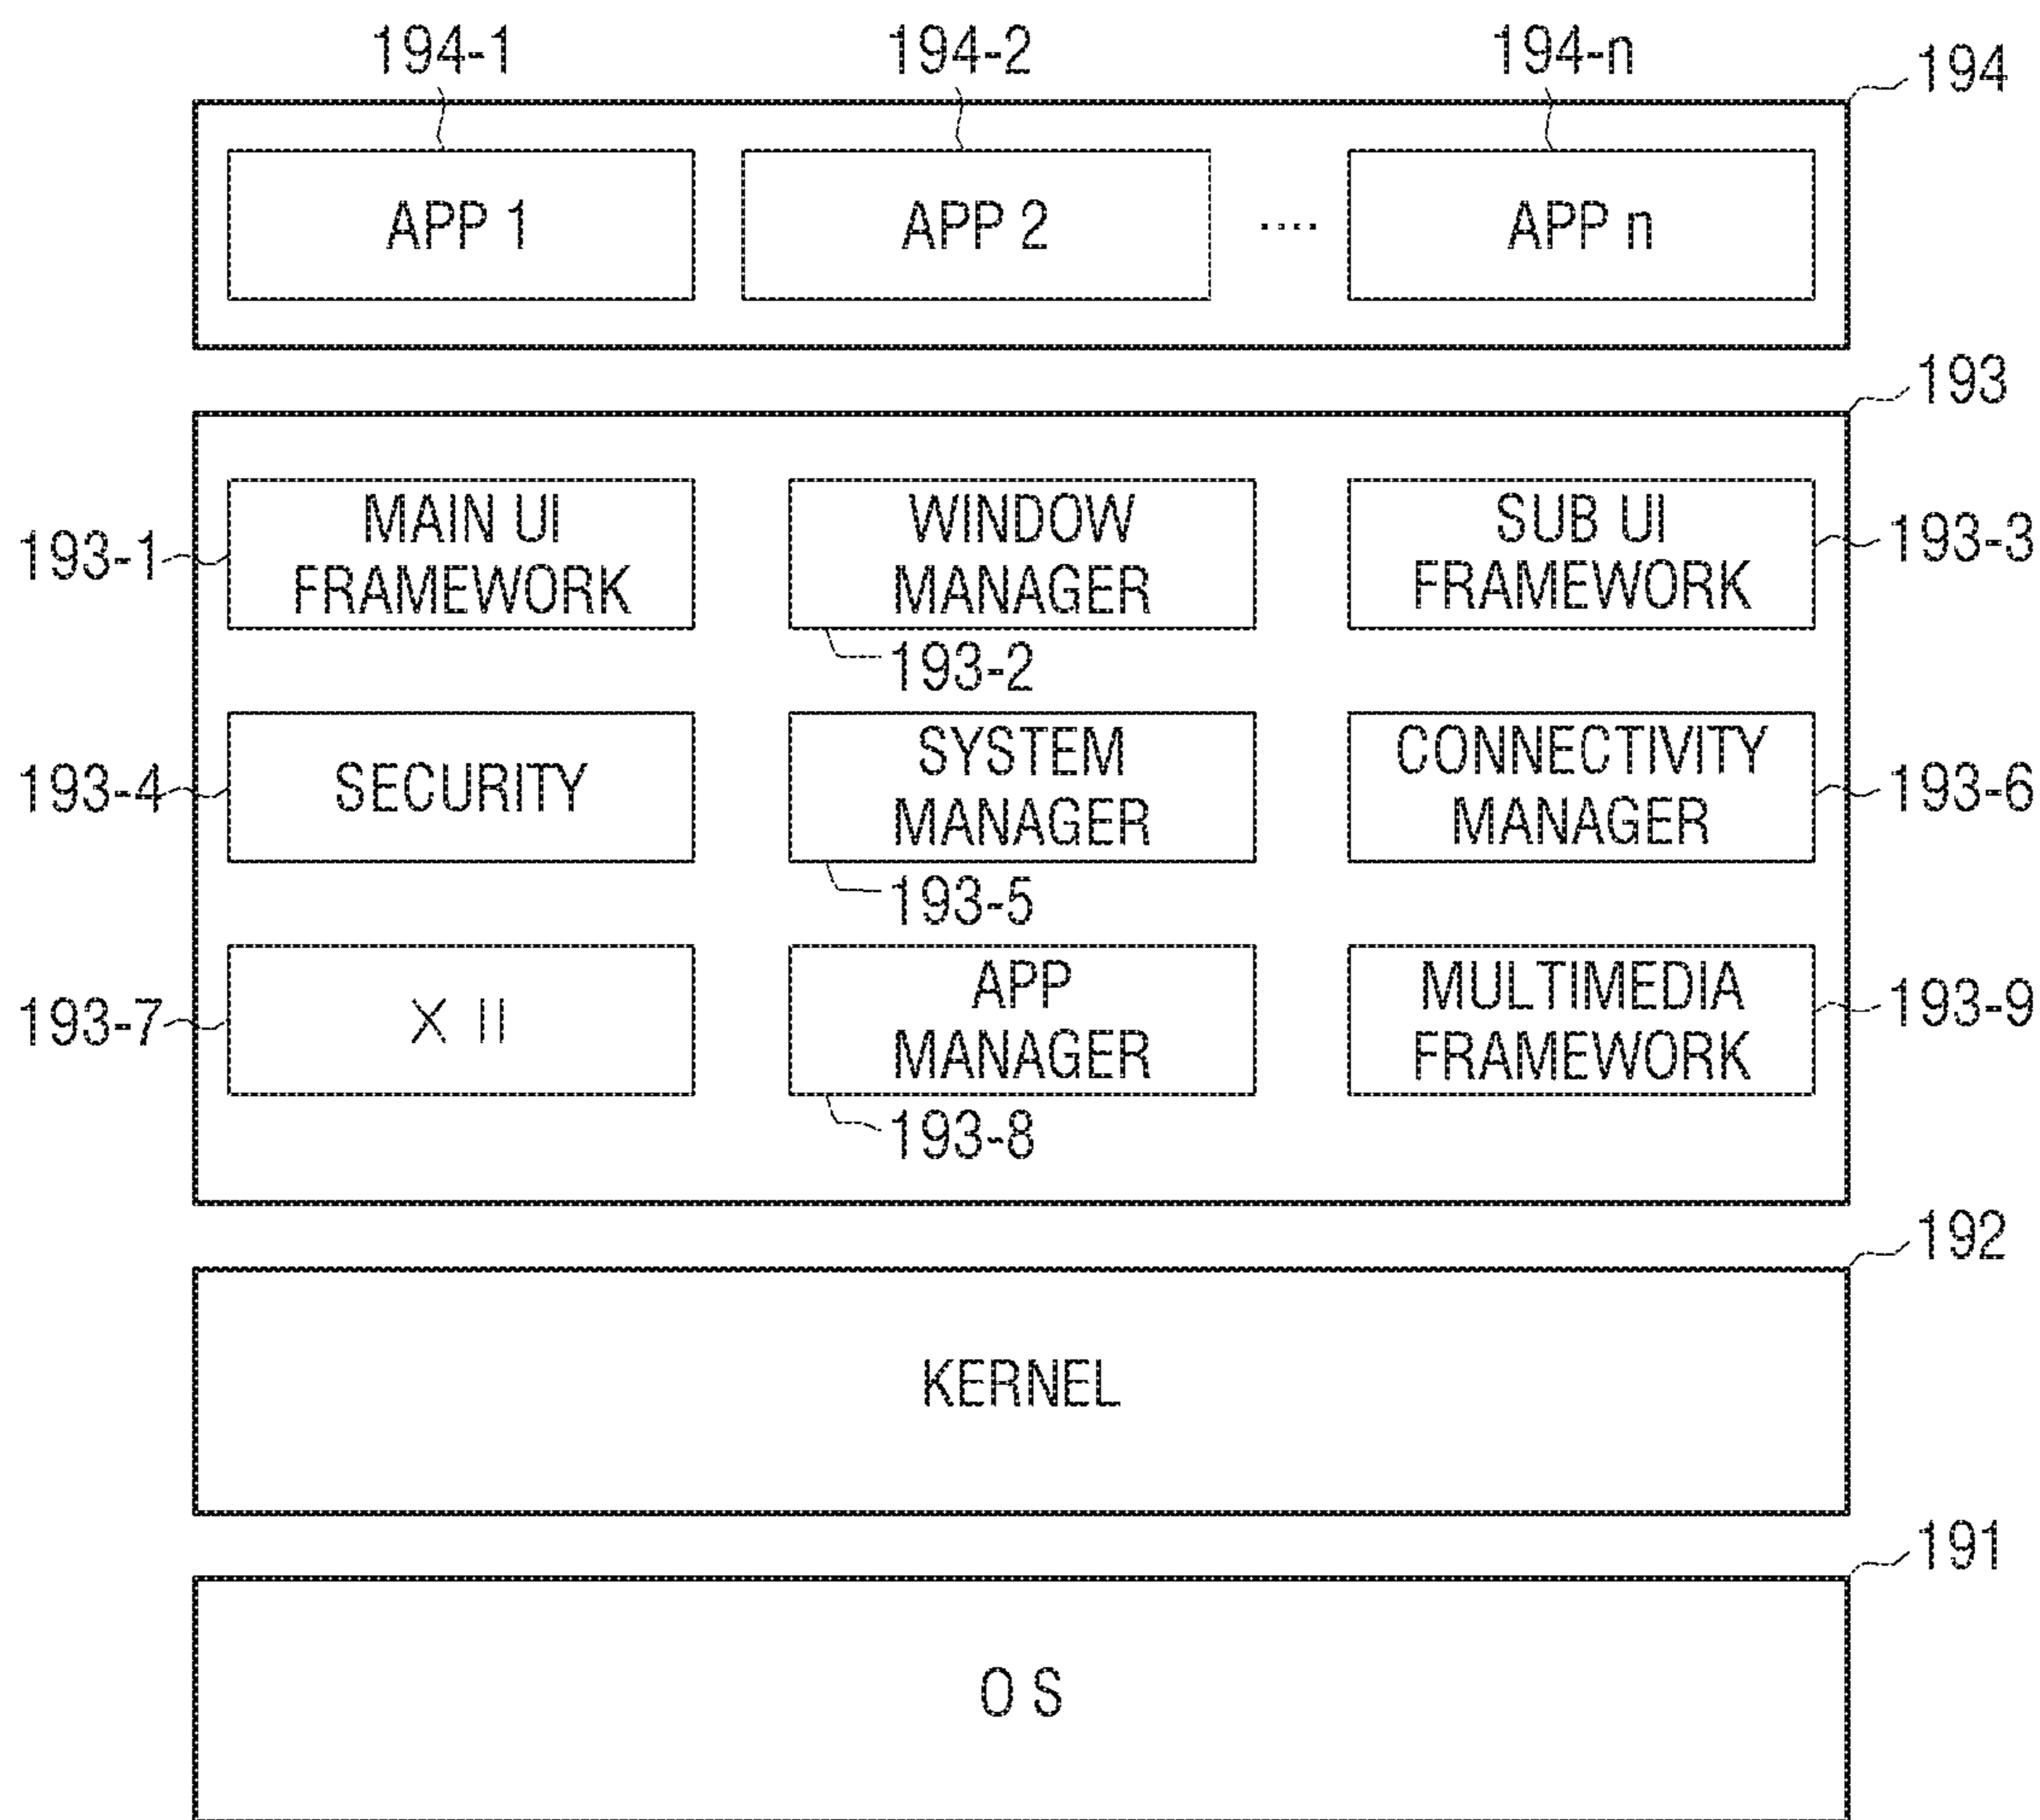 194-1 194-2 194-n
194
APP 1 APP 2 .... APP n
193
193-1 MAIN UI WINDOW SUB UI 193-3
FRAMEWORK MANAGER FRAMEWORK
193-2
193-4 SECURITY SYSTEM CONNECTIVITY 193-6
MANAGER MANAGER
193-5
193-7 X II APP MULTIMEDIA 193-9
MANAGER FRAMEWORK
193-8
192
KERNEL
191
O S